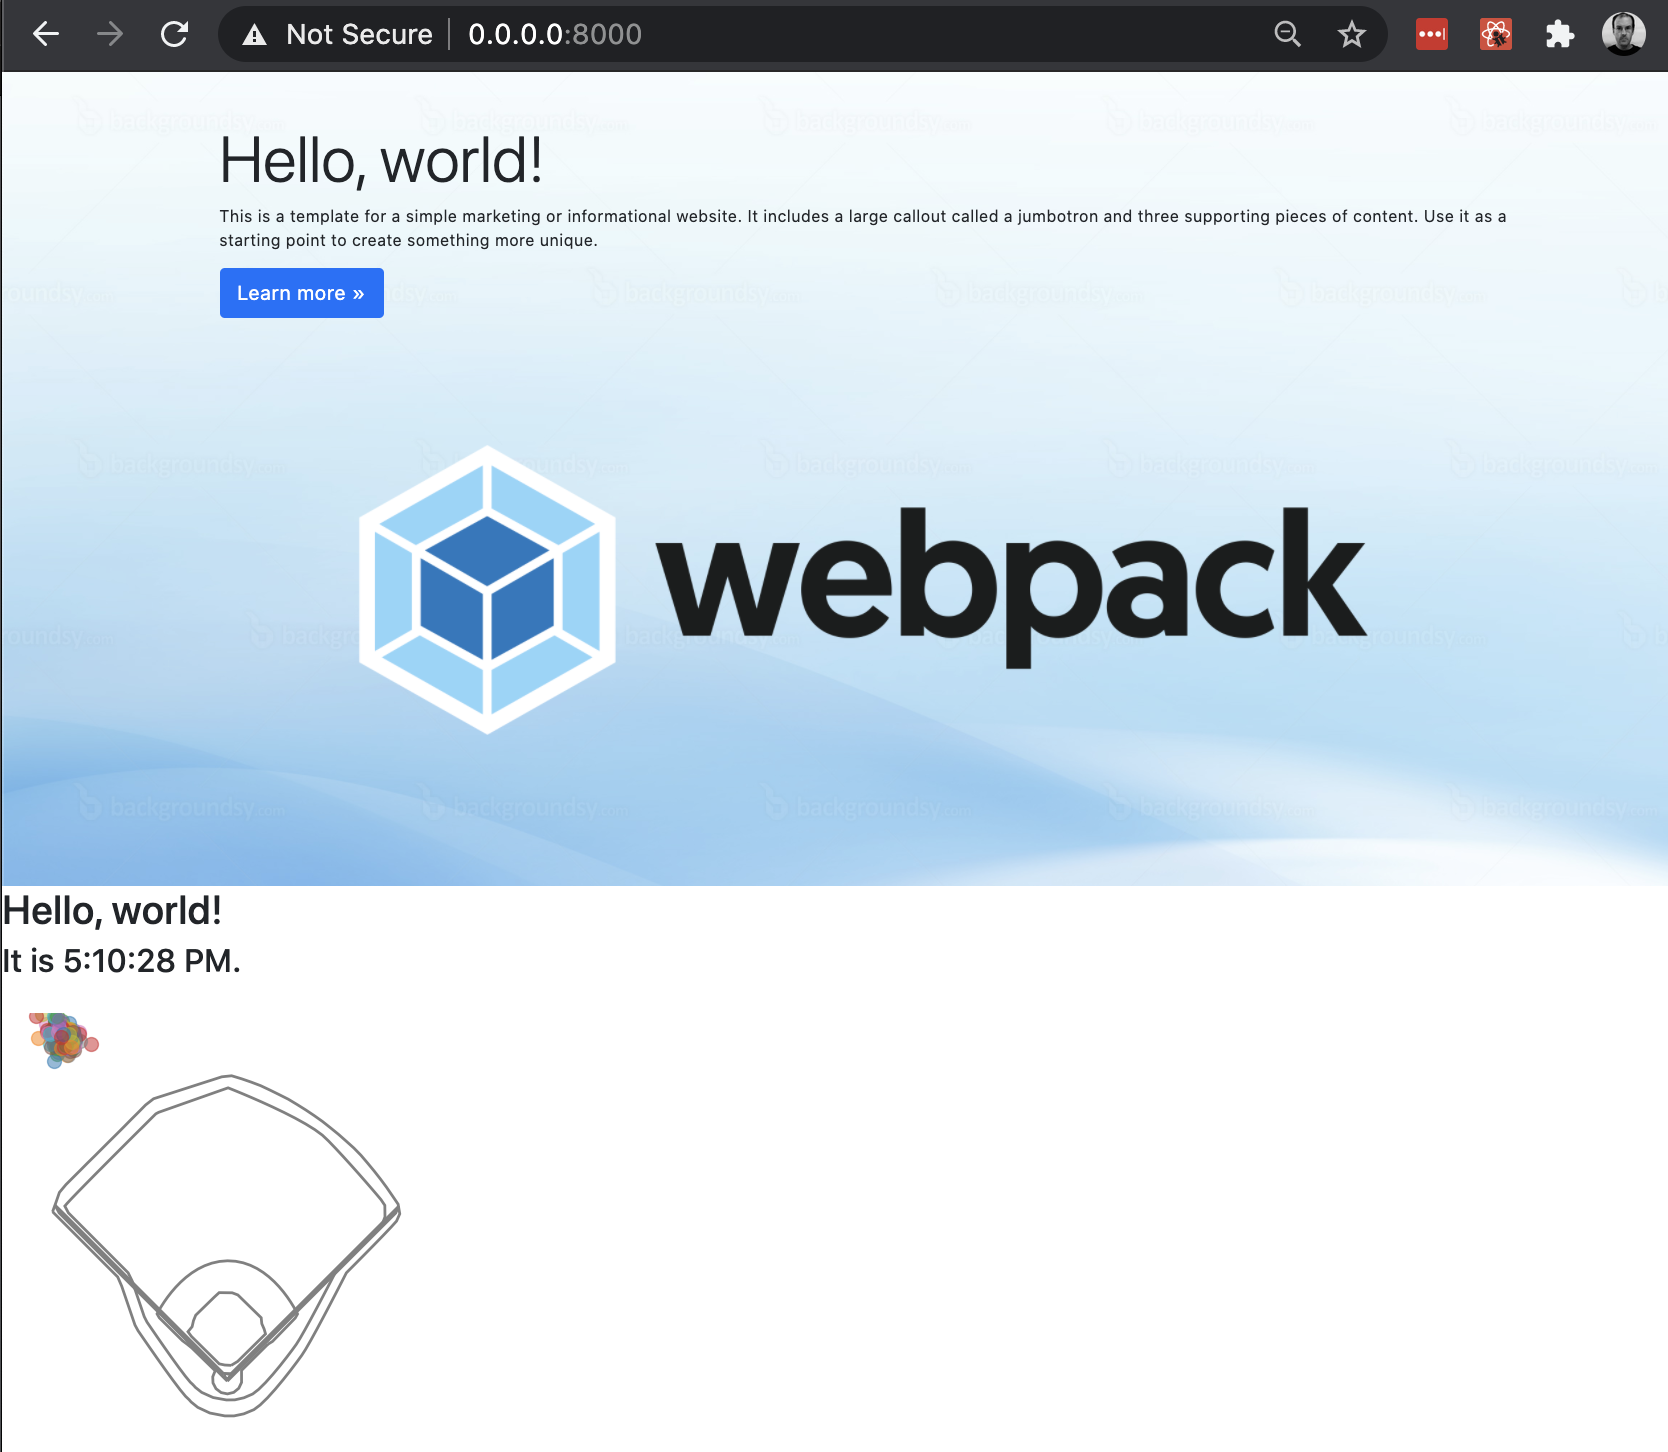 Not Secure 0.0.0.0:8000
Hello, world!
This is a template for a simple marketing or informational website. It includes a large callout called a jumbotron and three supporting pieces of content. Use it as a
starting point to create something more unique.
Learn more »
webpack
backgroundsy.com
Hello, world!
It is 5:10:28 PM.